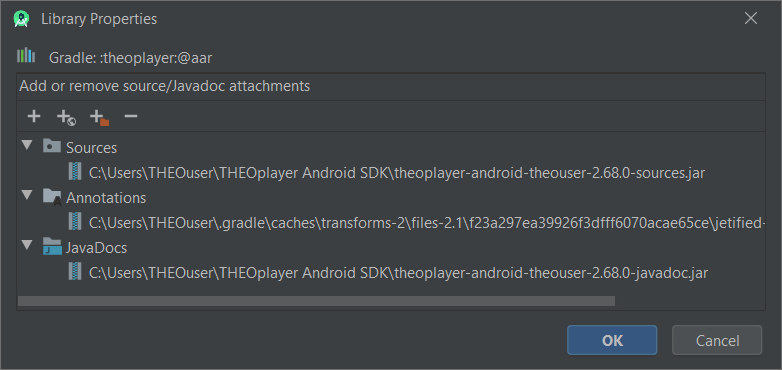 Library Properties
Gradle: :theoplayer:@aar
Add or remove source/Javadoc attachments
Sources
C:\Users\THEOuser\THEOplayer Android SDK\theoplayer-android-theouser-2.68.0-sources.jar
Annotations
C:\Users\THEOuser\.gradle\caches\transforms-2\files-2.1\f23a297ea39926f3dfff6070acae65ce\jetified-
JavaDocs
C:\Users\THEOuser\THEOplayer Android SDK\theoplayer-android-theouser-2.68.0-javadoc.jar
OK
Cancel